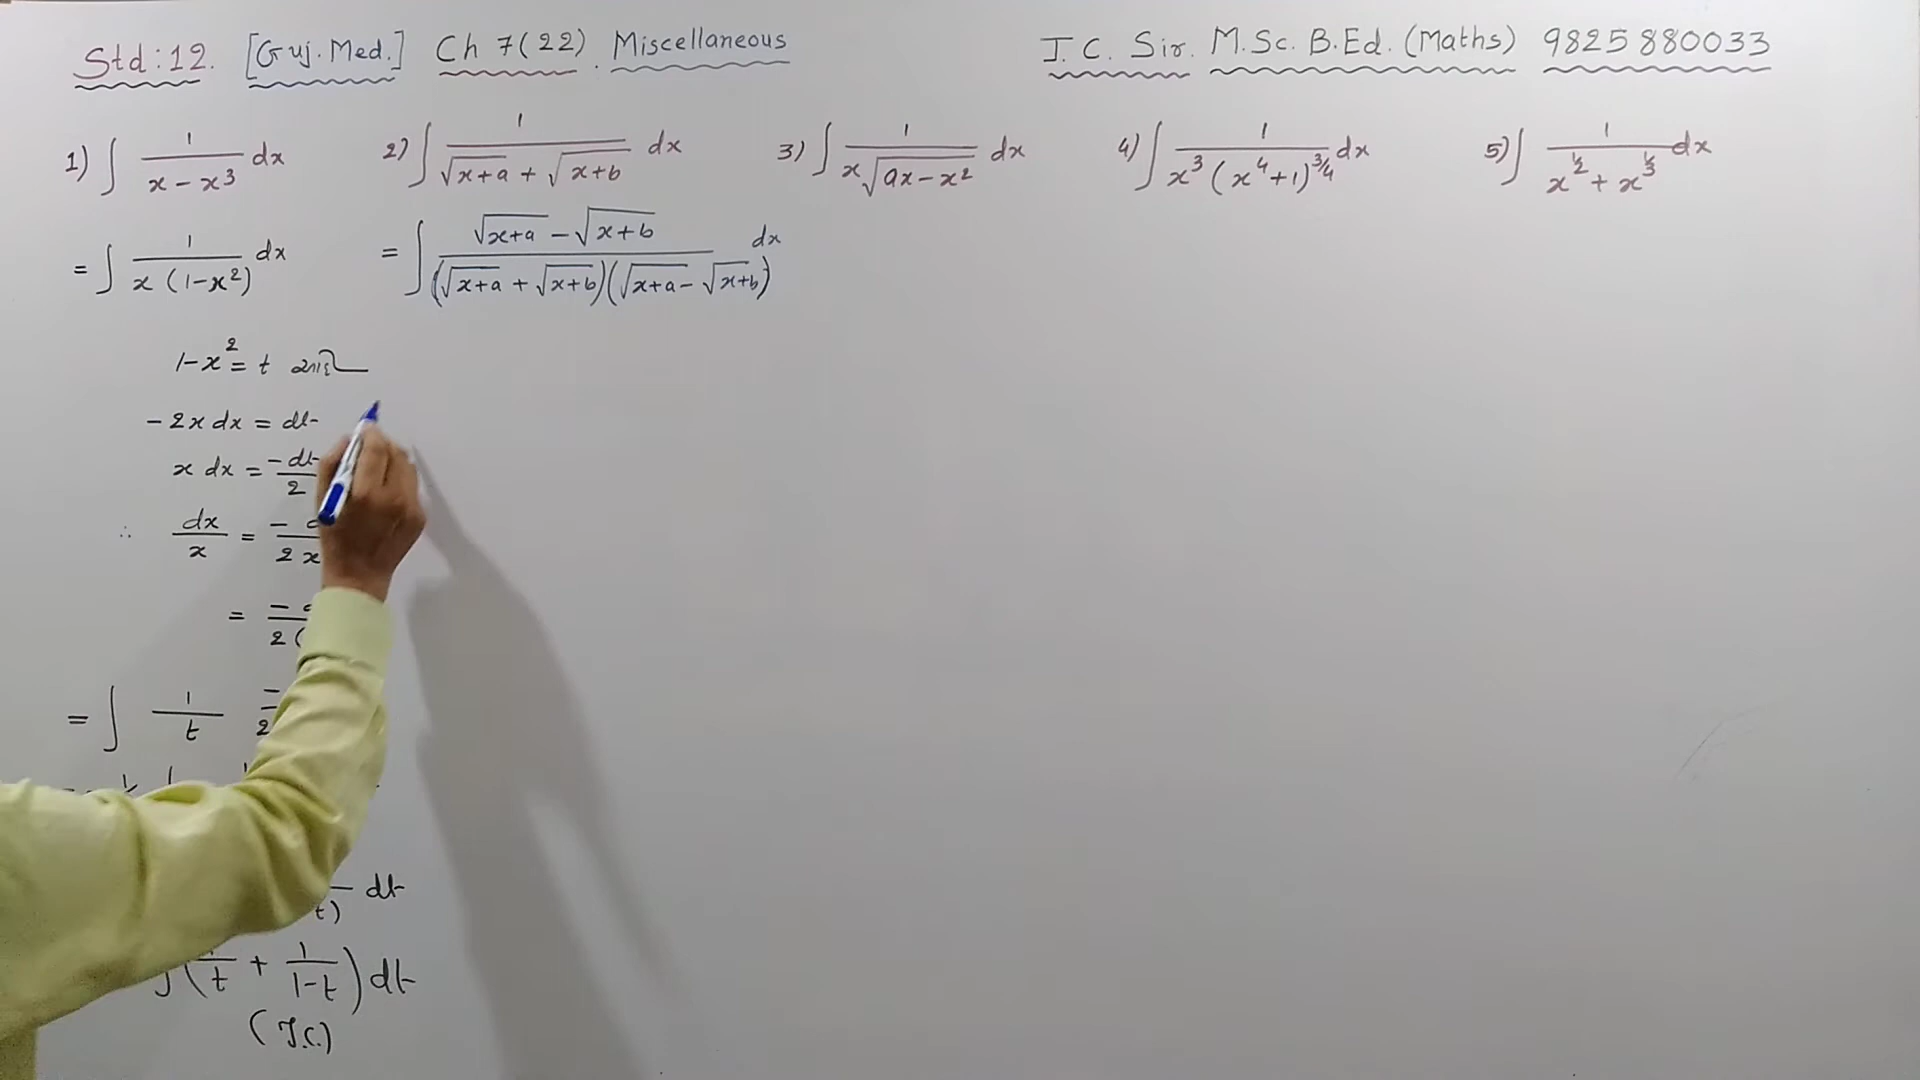 Std:12. [Guj. Med.] Ch 7(22). Miscellaneous J. C. Sir. M.Sc. B.Ed. (Maths) 9825880033
1) ∫ 1/(x - x³) dx
= ∫ 1/(x (1-x²)) dx
1-x² = t
-2x dx = dt
x dx = -dt/2
∴ dx/x =
=
= ∫ 1/t
dt
(1/t + 1/(1-t)) dt
(J.C.)
2) ∫ 1/(√(x+a) + √(x+b)) dx
= ∫ (√(x+a) - √(x+b))/((√(x+a) + √(x+b))(√(x+a) - √(x+b))) dx
3) ∫ 1/(x√(ax-x²)) dx
4) ∫ 1/(x³(x⁴+1)^(3/4)) dx
5) ∫ 1/(x^(1/2) + x^(1/3)) dx